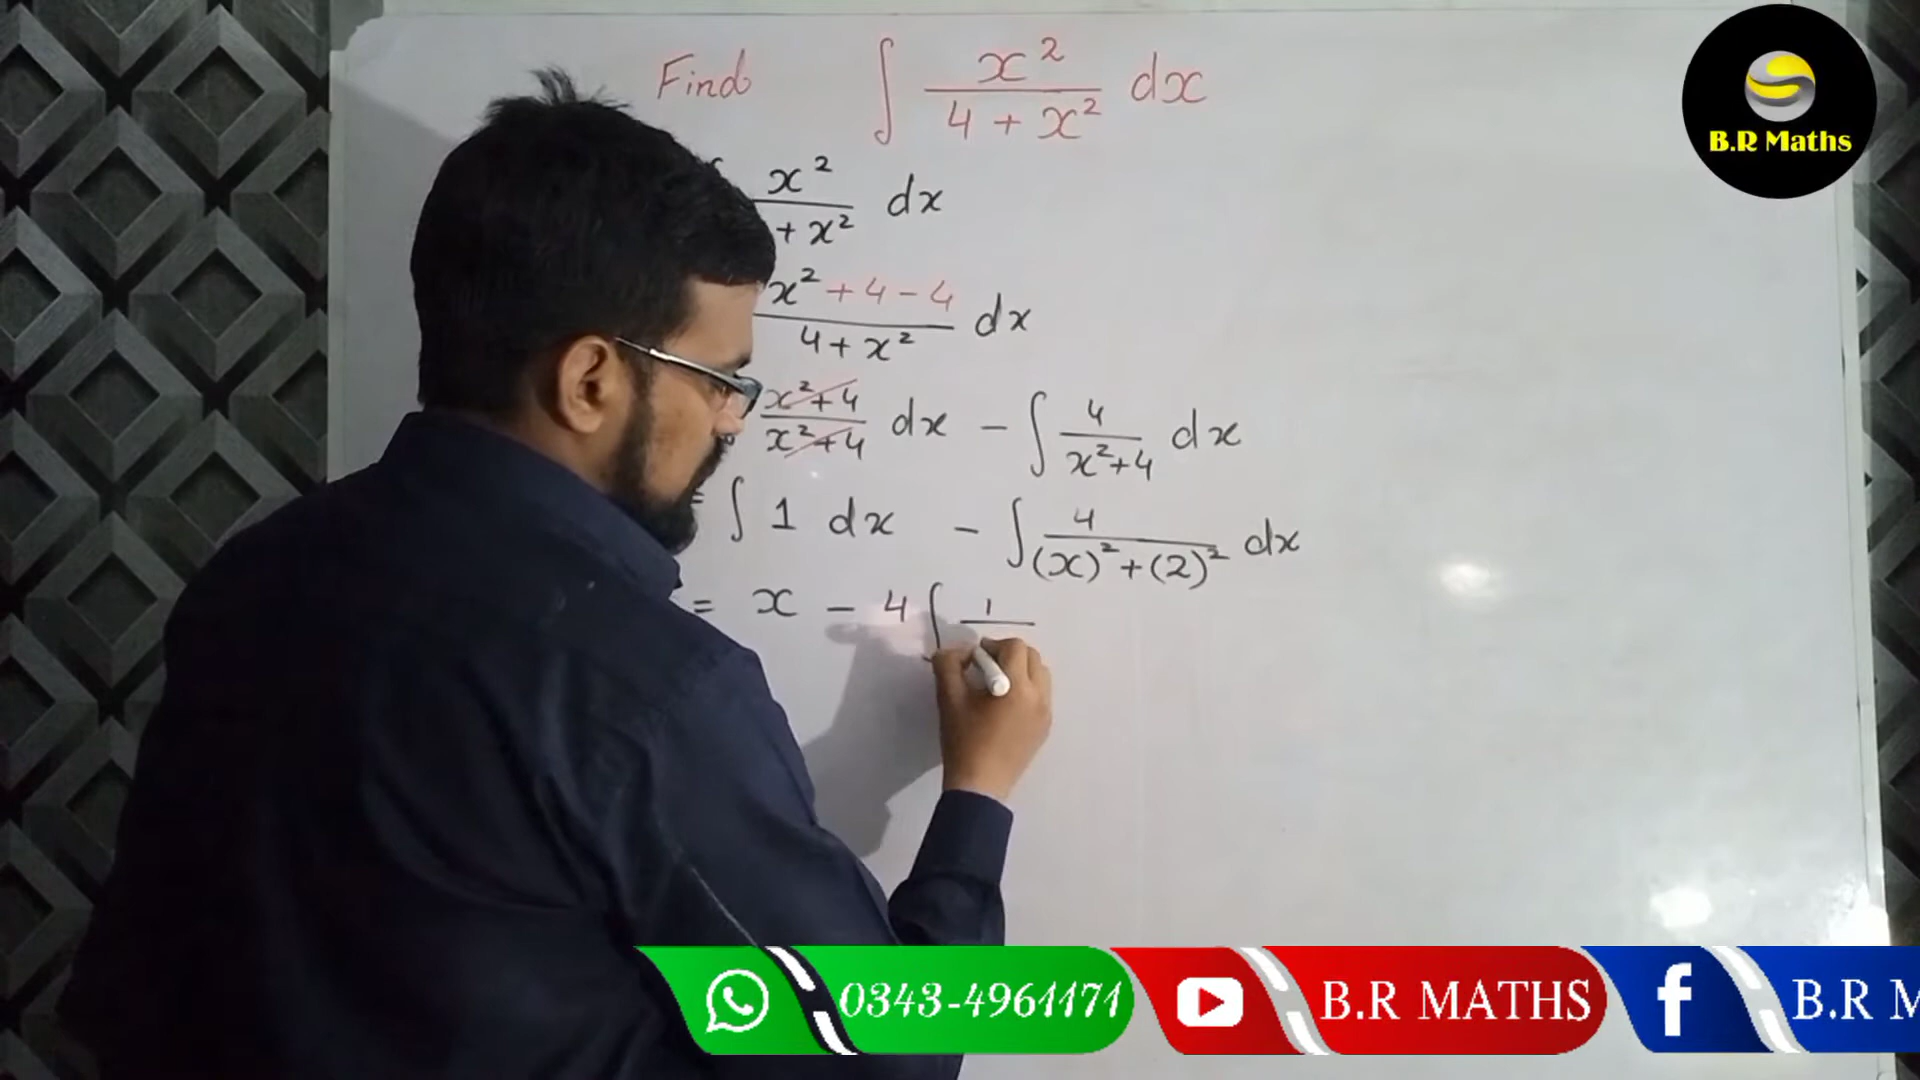 Find ∫ x² / 4 + x² dx
B.R Maths
x² / + x² dx
x² + 4 - 4 / 4 + x² dx
x² + 4 / x² + 4 dx - ∫ 4 / x² + 4 dx
= ∫ 1 dx - ∫ 4 / (x)² + (2)² dx
= x - 4 ∫ 1 /
0343-4961171 B.R MATHS B.R M